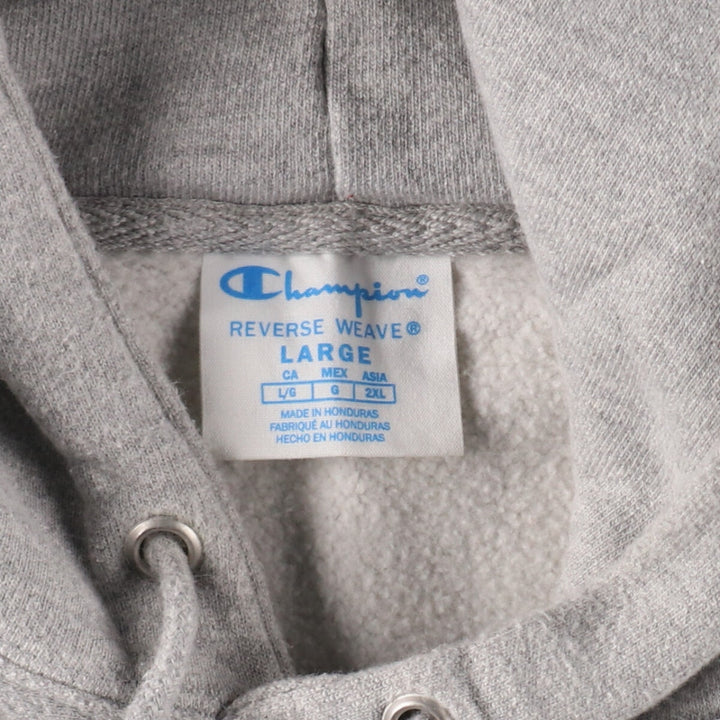 Champion®
REVERSE WEAVE®
LARGE
CA MEX ASIA
L/G G 2XL
MADE IN HONDURAS
FABRIQUÉ AU HONDURAS
HECHO EN HONDURAS